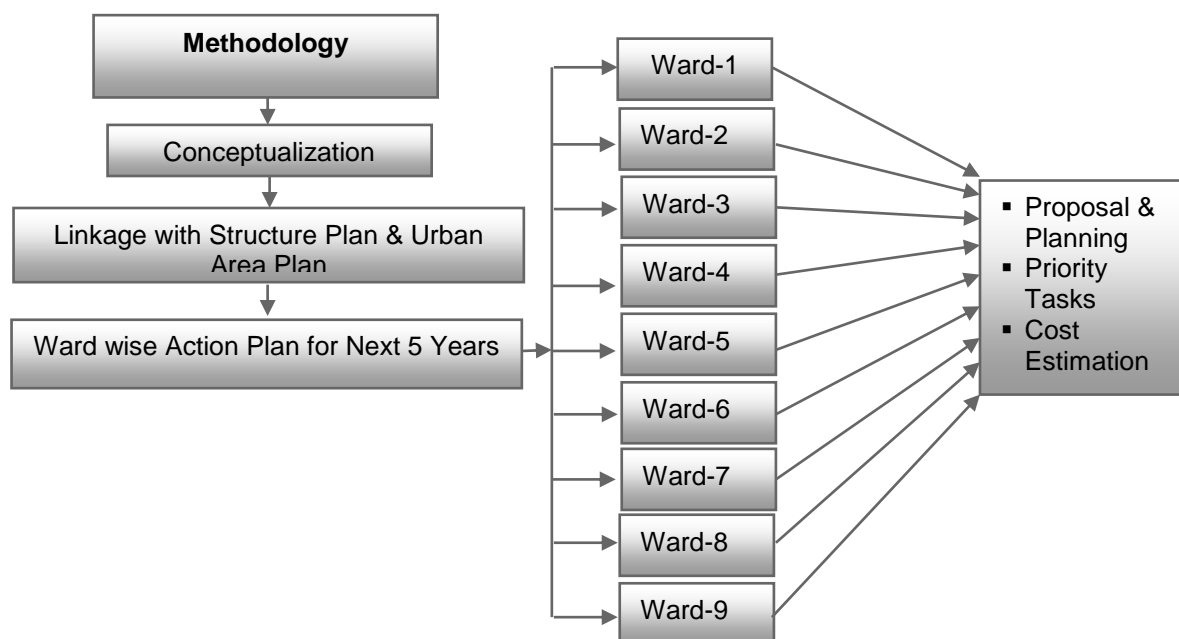 Methodology
Conceptualization
Linkage with Structure Plan & Urban
Area Plan
Ward wise Action Plan for Next 5 Years
Ward-1
Ward-2
Ward-3
Ward-4
Ward-5
Ward-6
Ward-7
Ward-8
Ward-9
▪ Proposal &
Planning
▪ Priority
Tasks
▪ Cost
Estimation